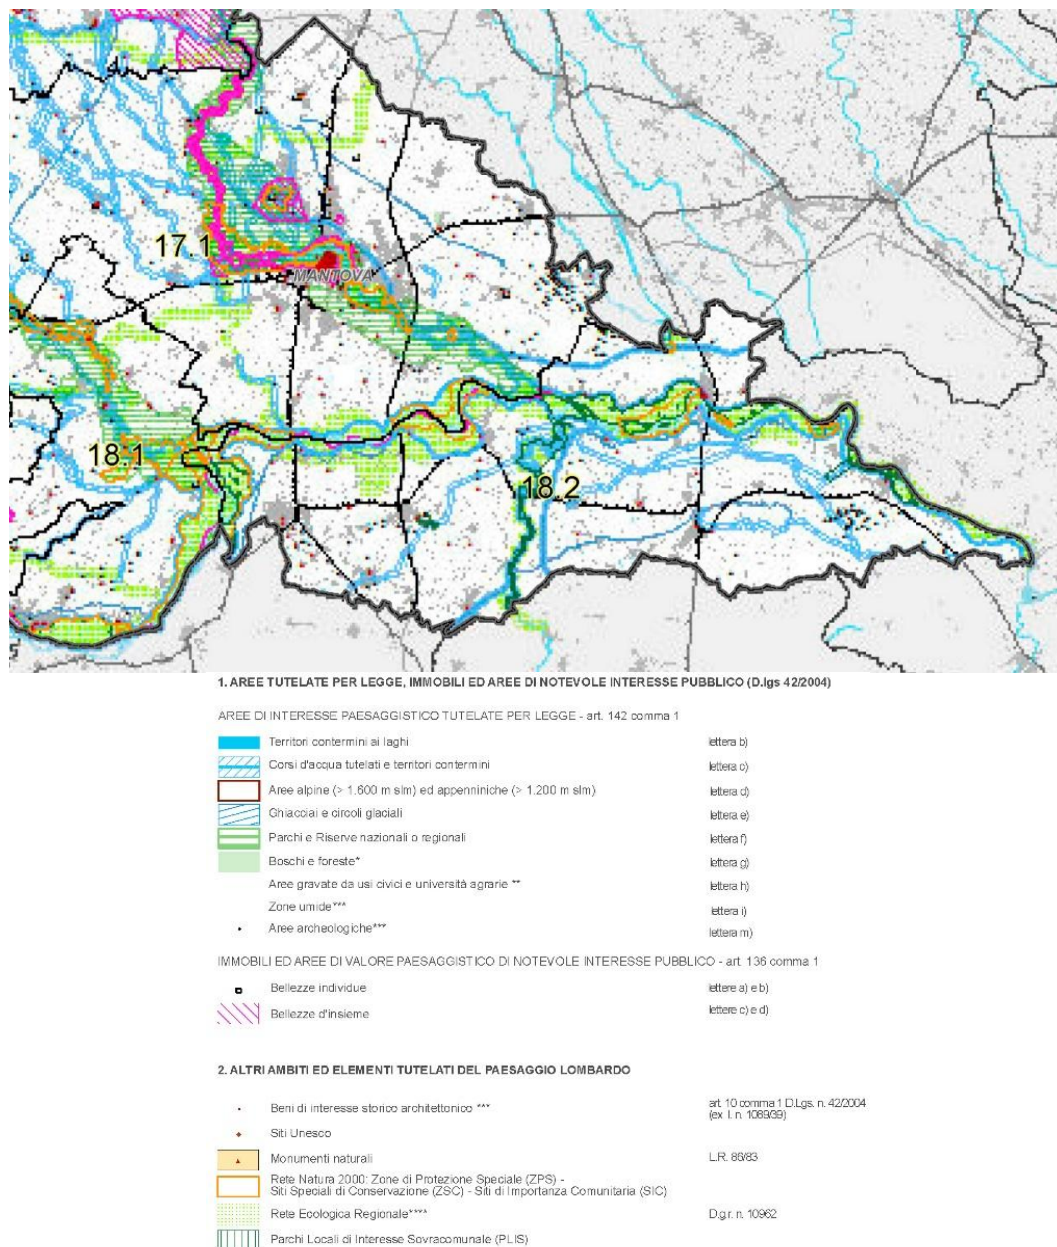 17.1
MANTOVA
18.1
18.2
1. AREE TUTELATE PER LEGGE, IMMOBILI ED AREE DI NOTEVOLE INTERESSE PUBBLICO (D.lgs 42/2004)
AREE DI INTERESSE PAESAGGISTICO TUTELATE PER LEGGE - art. 142 comma 1
Territori contermini ai laghi lettera b)
Corsi d'acqua tutelati e territori contermini lettera c)
Aree alpine (> 1.600 m slm) ed appenniniche (> 1.200 m slm) lettera d)
Ghiacciai e circoli glaciali lettera e)
Parchi e Riserve nazionali o regionali lettera f)
Boschi e foreste* lettera g)
Aree gravate da usi civici e università agrarie ** lettera h)
Zone umide*** lettera i)
Aree archeologiche*** lettera m)
IMMOBILI ED AREE DI VALORE PAESAGGISTICO DI NOTEVOLE INTERESSE PUBBLICO - art. 136 comma 1
Bellezze individue lettere a) e b)
Bellezze d'insieme lettere c) e d)
2. ALTRI AMBITI ED ELEMENTI TUTELATI DEL PAESAGGIO LOMBARDO
Beni di interesse storico architettonico *** art. 10 comma 1 D.Lgs. n. 42/2004
(ex l. n. 1089/39)
Siti Unesco
Monumenti naturali L.R. 86/83
Rete Natura 2000: Zone di Protezione Speciale (ZPS) -
Siti Speciali di Conservazione (ZSC) - Siti di Importanza Comunitaria (SIC)
Rete Ecologica Regionale**** D.g.r. n. 10962
Parchi Locali di Interesse Sovracomunale (PLIS)